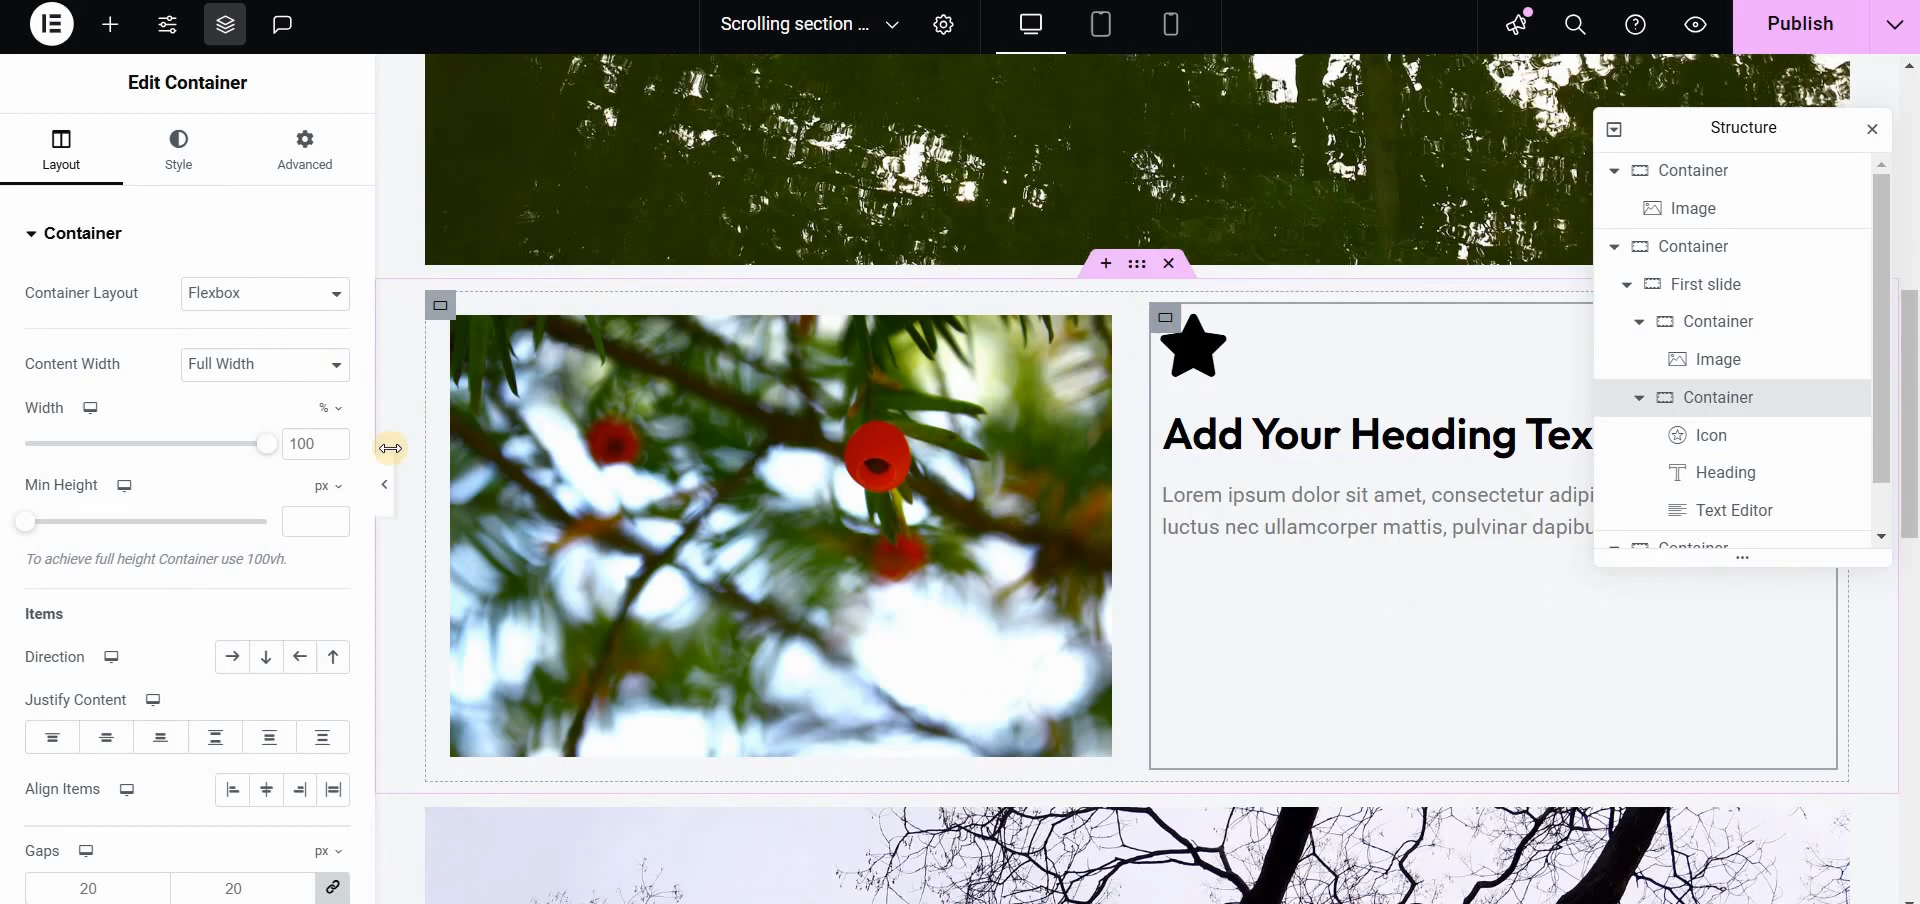 Scrolling section ...
Publish
Edit Container
Layout
Style
Advanced
Container
Container Layout
Flexbox
Content Width
Full Width
Width
%
100
Min Height
px
To achieve full height Container use 100vh.
Items
Direction
Justify Content
Align Items
Gaps
px
20
20
Add Your Heading Tex
Lorem ipsum dolor sit amet, consectetur adipi
luctus nec ullamcorper mattis, pulvinar dapibu
Structure
Container
Image
Container
First slide
Container
Image
Container
Icon
Heading
Text Editor
Container